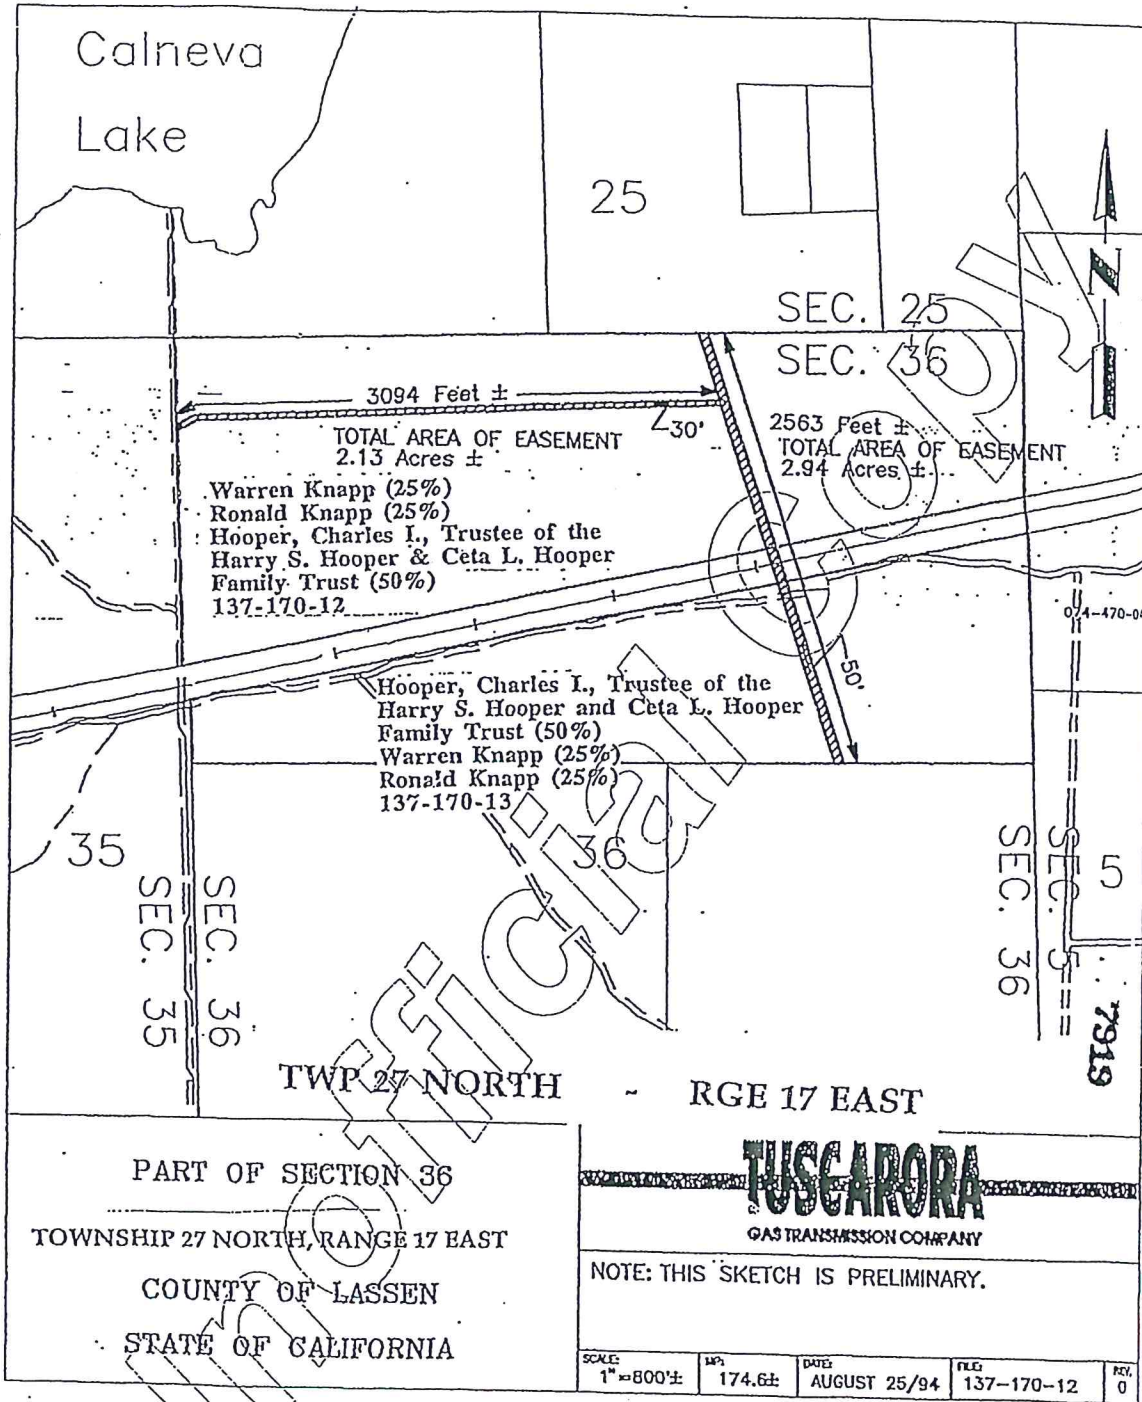 Calneva
Lake
25
SEC. 25
SEC. 36
N
3094 Feet ±
30'
TOTAL AREA OF EASEMENT
2.13 Acres ±
2563 Feet ±
TOTAL AREA OF EASEMENT
2.94 Acres ±
Warren Knapp (25%)
Ronald Knapp (25%)
Hooper, Charles I., Trustee of the
Harry S. Hooper & Ceta L. Hooper
Family Trust (50%)
137-170-12
50'
Hooper, Charles I., Trustee of the
Harry S. Hooper and Ceta L. Hooper
Family Trust (50%)
Warren Knapp (25%)
Ronald Knapp (25%)
137-170-13
35
36
5
SEC. 35
SEC. 36
SEC. 36
SEC. 5
7919
TWP 27 NORTH - RGE 17 EAST
Unofficial Copy
PART OF SECTION 36
TOWNSHIP 27 NORTH, RANGE 17 EAST
COUNTY OF LASSEN
STATE OF CALIFORNIA
TUSCARORA
GAS TRANSMISSION COMPANY
NOTE: THIS SKETCH IS PRELIMINARY.
SCALE: 1"=800'± MP: 174.6± DATE: AUGUST 25/94 FILE: 137-170-12 REV. 0